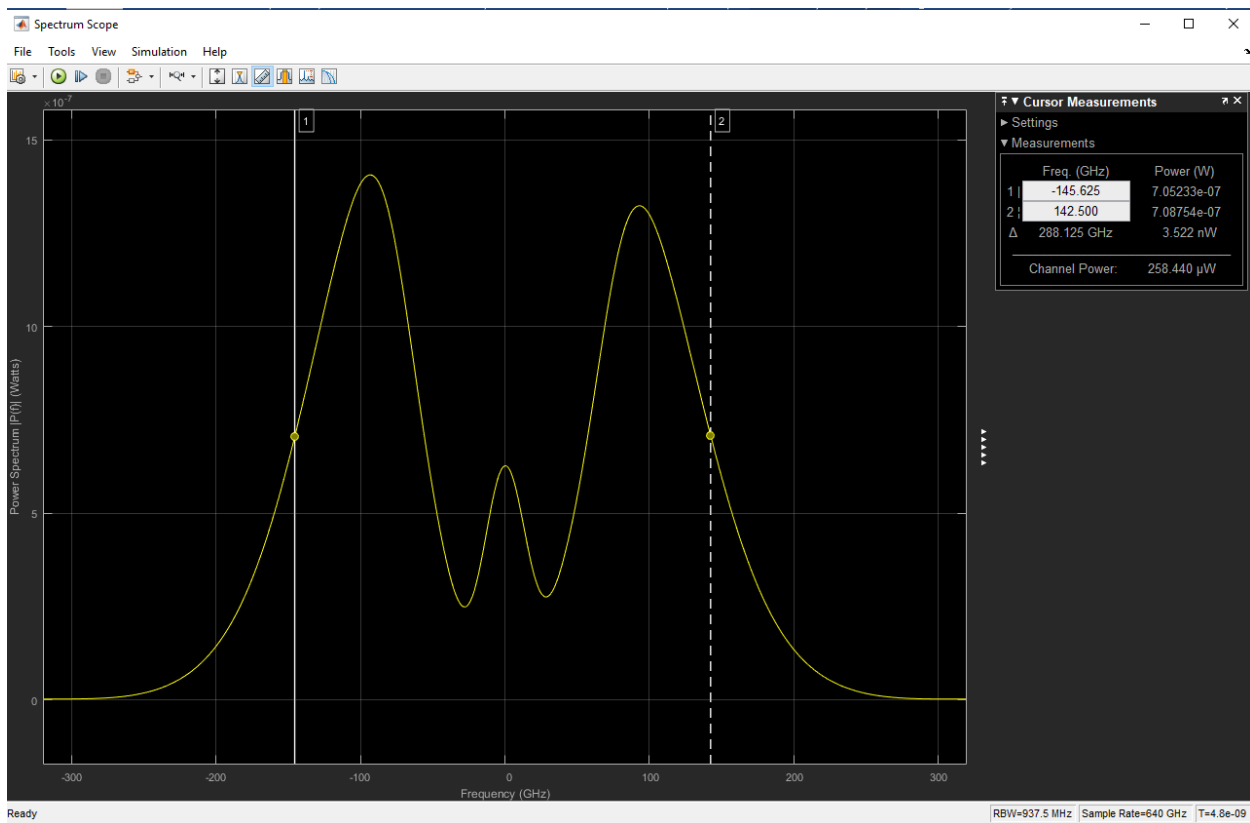 Spectrum Scope
File Tools View Simulation Help
×10⁻⁷
15
10
5
0
Power Spectrum |P(f)| (Watts)
1
2
-300 -200 -100 0 100 200 300
Frequency (GHz)
Cursor Measurements
Settings
Measurements
Freq. (GHz) Power (W)
1 | -145.625 7.05233e-07
2 ¦ 142.500 7.08754e-07
Δ 288.125 GHz 3.522 nW
Channel Power: 258.440 µW
Ready RBW=937.5 MHz Sample Rate=640 GHz T=4.8e-09